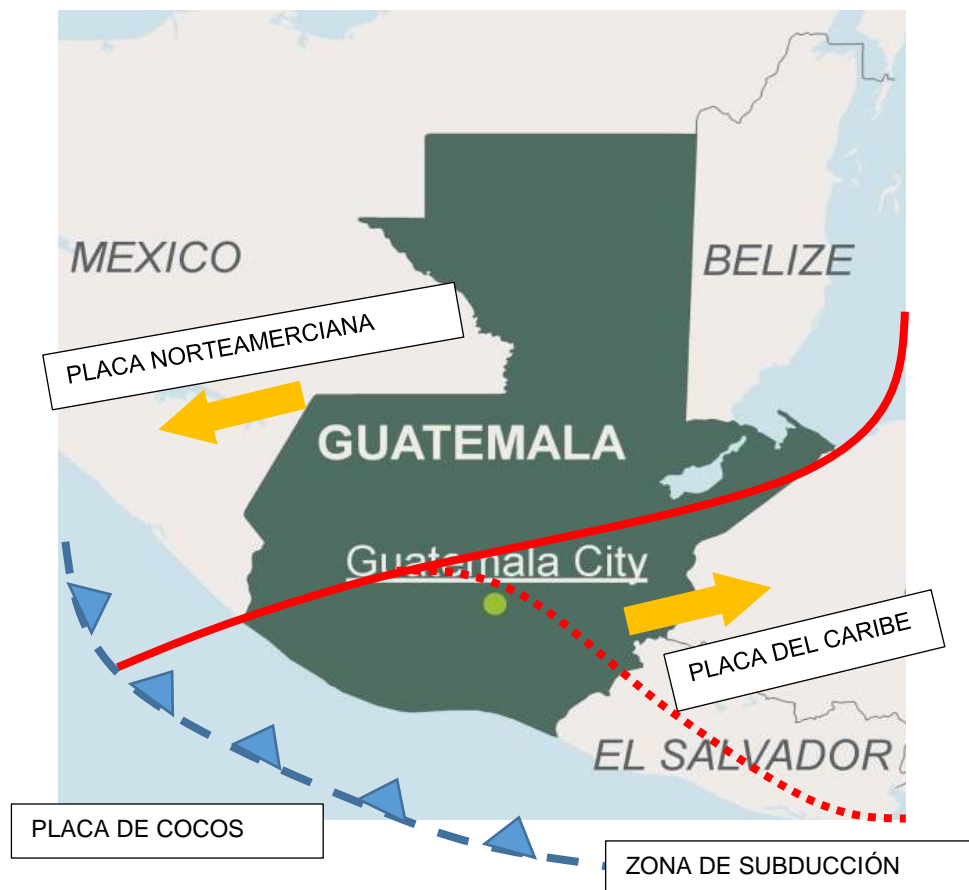 MEXICO
BELIZE
PLACA NORTEAMERCIANA
GUATEMALA
Guatemala City
PLACA DEL CARIBE
EL SALVADOR
PLACA DE COCOS
ZONA DE SUBDUCCIÓN